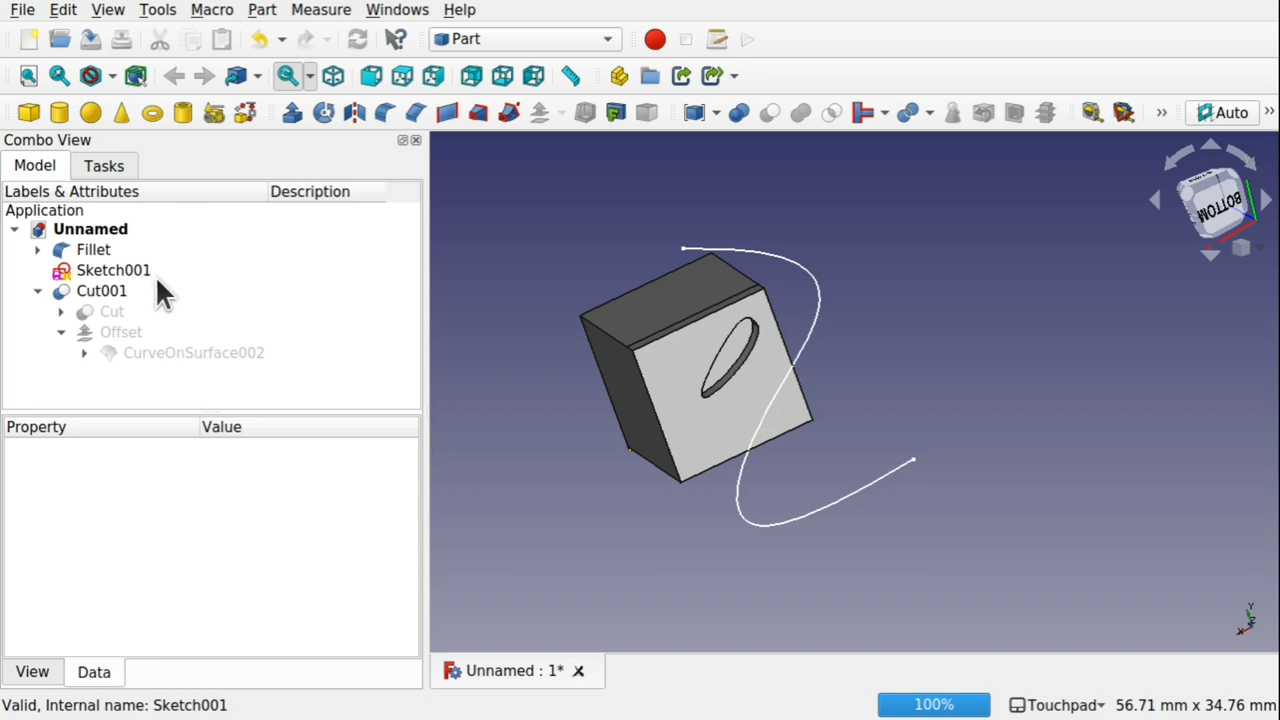 File Edit View Tools Macro Part Measure Windows Help
Part
Auto
Combo View
Model Tasks
Labels & Attributes Description
Application
Unnamed
Fillet
Sketch001
Cut001
Cut
Offset
CurveOnSurface002
Property Value
View Data
BOTTOM
Y
Z
X
Unnamed : 1*
Valid, Internal name: Sketch001 100% Touchpad 56.71 mm x 34.76 mm